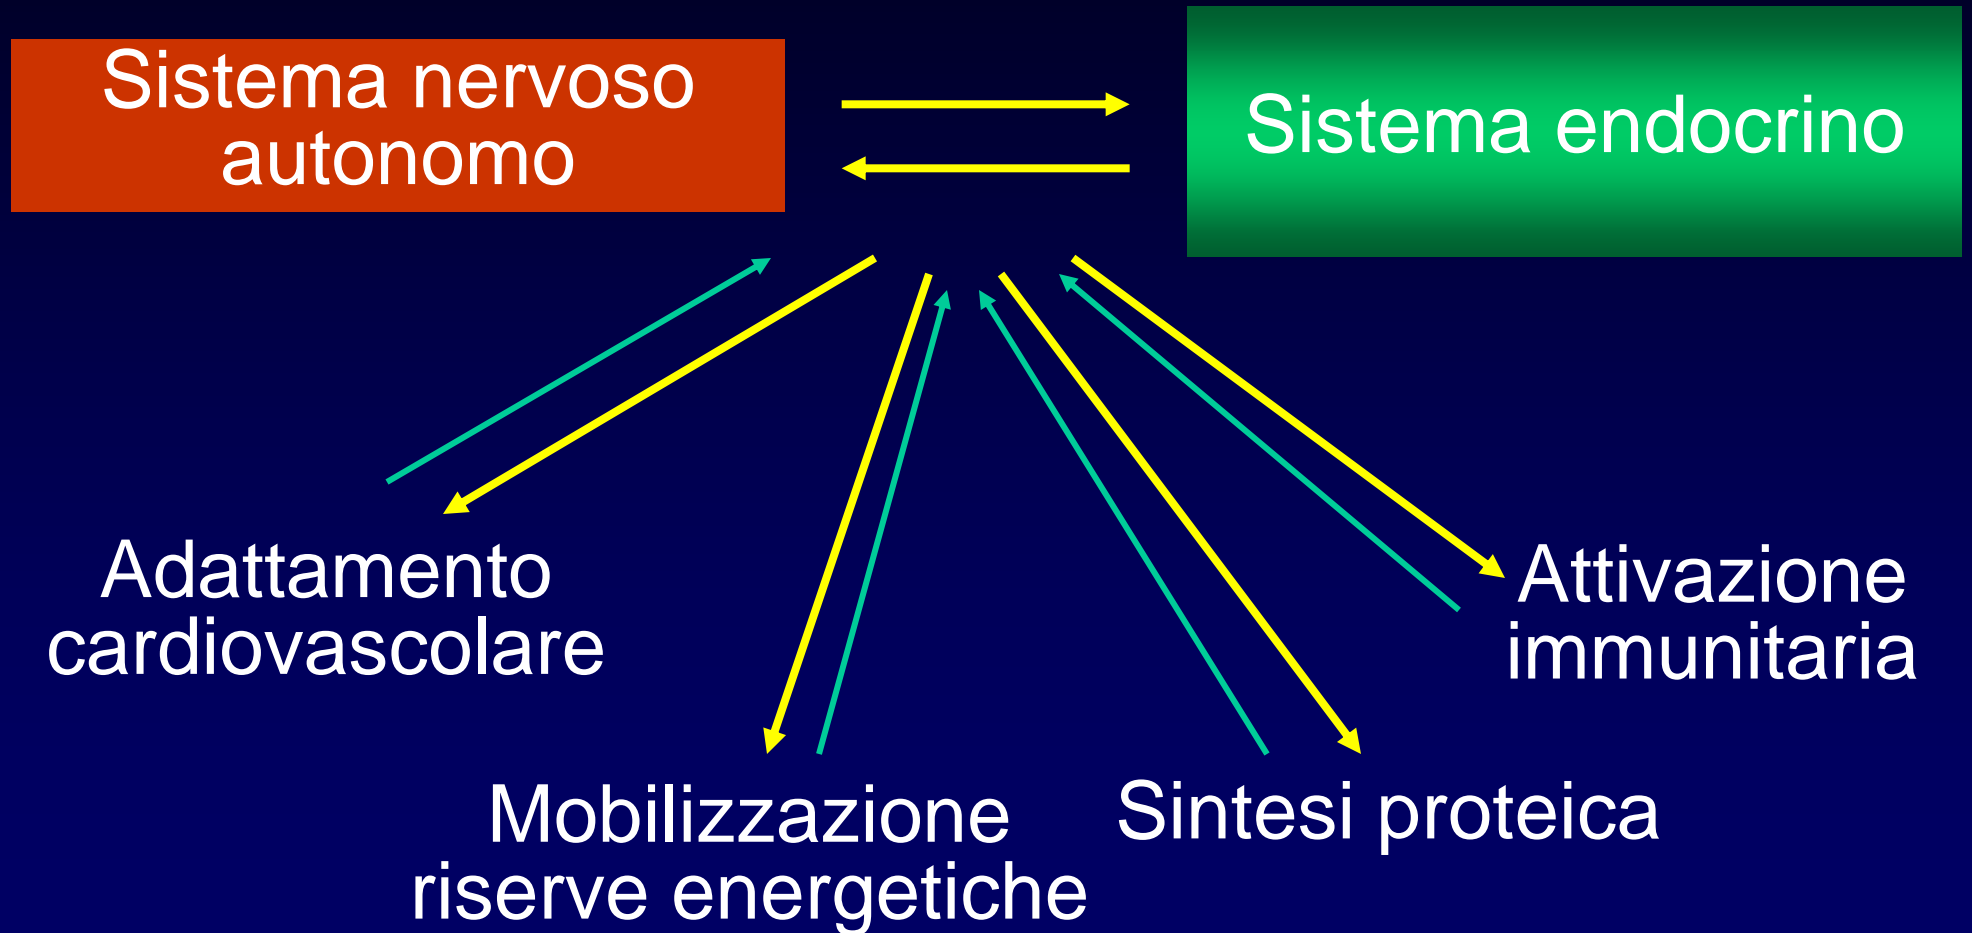 Sistema nervoso
autonomo
Sistema endocrino
Adattamento
cardiovascolare
Mobilizzazione
riserve energetiche
Sintesi proteica
Attivazione
immunitaria